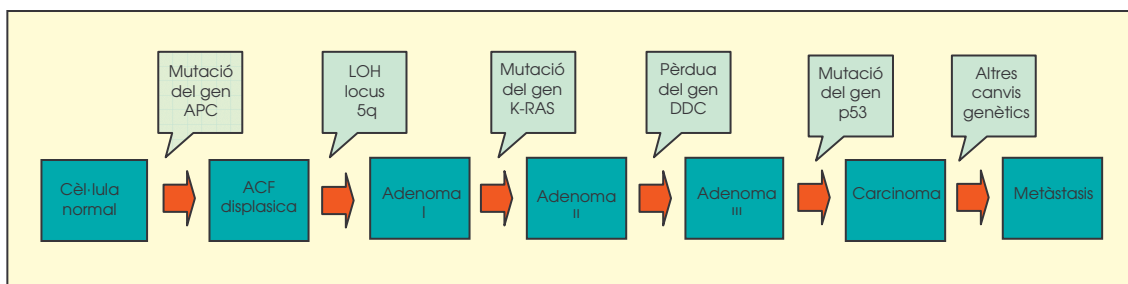 Mutació
del gen
APC
LOH
locus
5q
Mutació
del gen
K-RAS
Pèrdua
del gen
DDC
Mutació
del gen
p53
Altres
canvis
genètics
Cèl·lula
normal
ACF
displasica
Adenoma
I
Adenoma
II
Adenoma
III
Carcinoma
Metàstasis